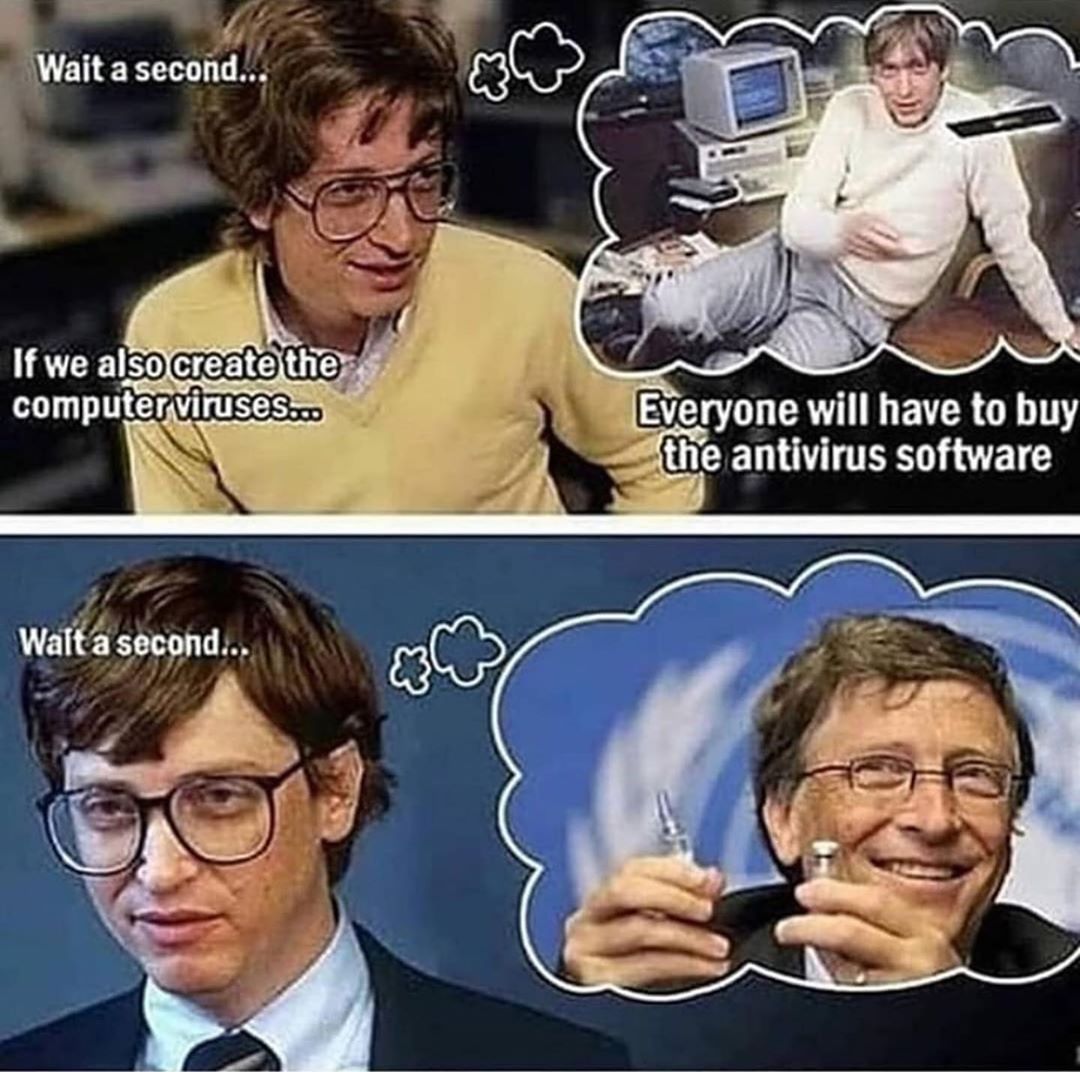 Wait a second...
If we also create the
computer viruses...
Everyone will have to buy
the antivirus software
Wait a second...